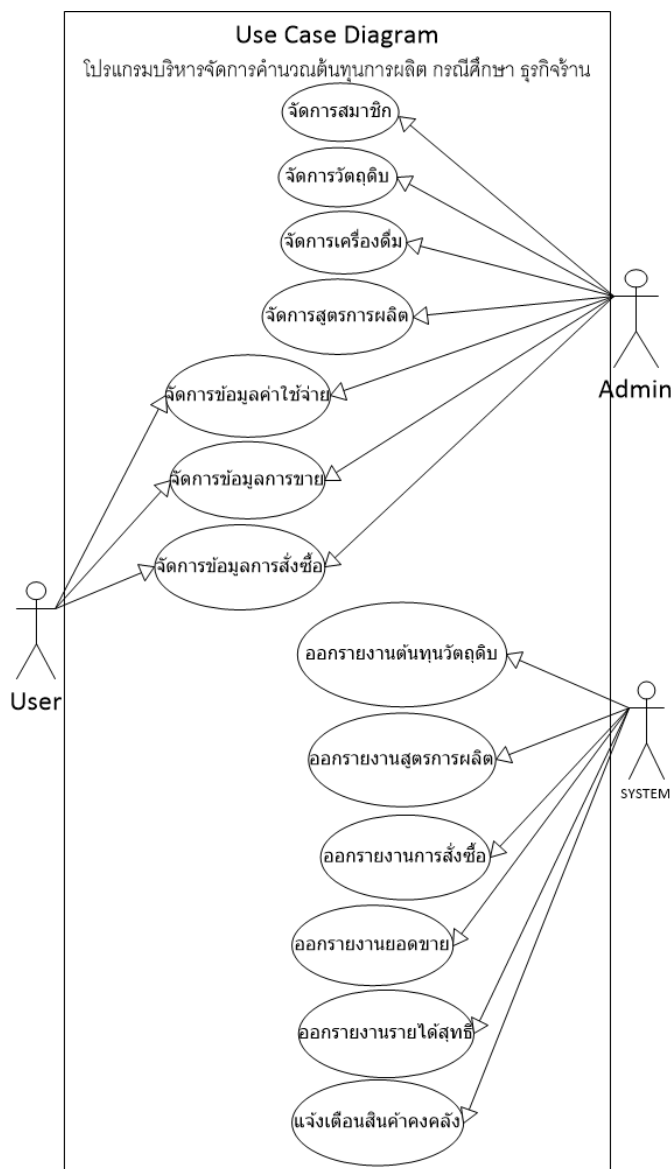 Use Case Diagram
โปรแกรมบริหารจัดการคำนวณต้นทุนการผลิต กรณีศึกษา ธุรกิจร้าน
จัดการสมาชิก
จัดการวัตถุดิบ
จัดการเครื่องดื่ม
จัดการสูตรการผลิต
Admin
จัดการข้อมูลค่าใช้จ่าย
จัดการข้อมูลการขาย
จัดการข้อมูลการสั่งซื้อ
User
ออกรายงานต้นทุนวัตถุดิบ
ออกรายงานสูตรการผลิต
SYSTEM
ออกรายงานการสั่งซื้อ
ออกรายงานยอดขาย
ออกรายงานรายได้สุทธิ
แจ้งเตือนสินค้าคงคลัง